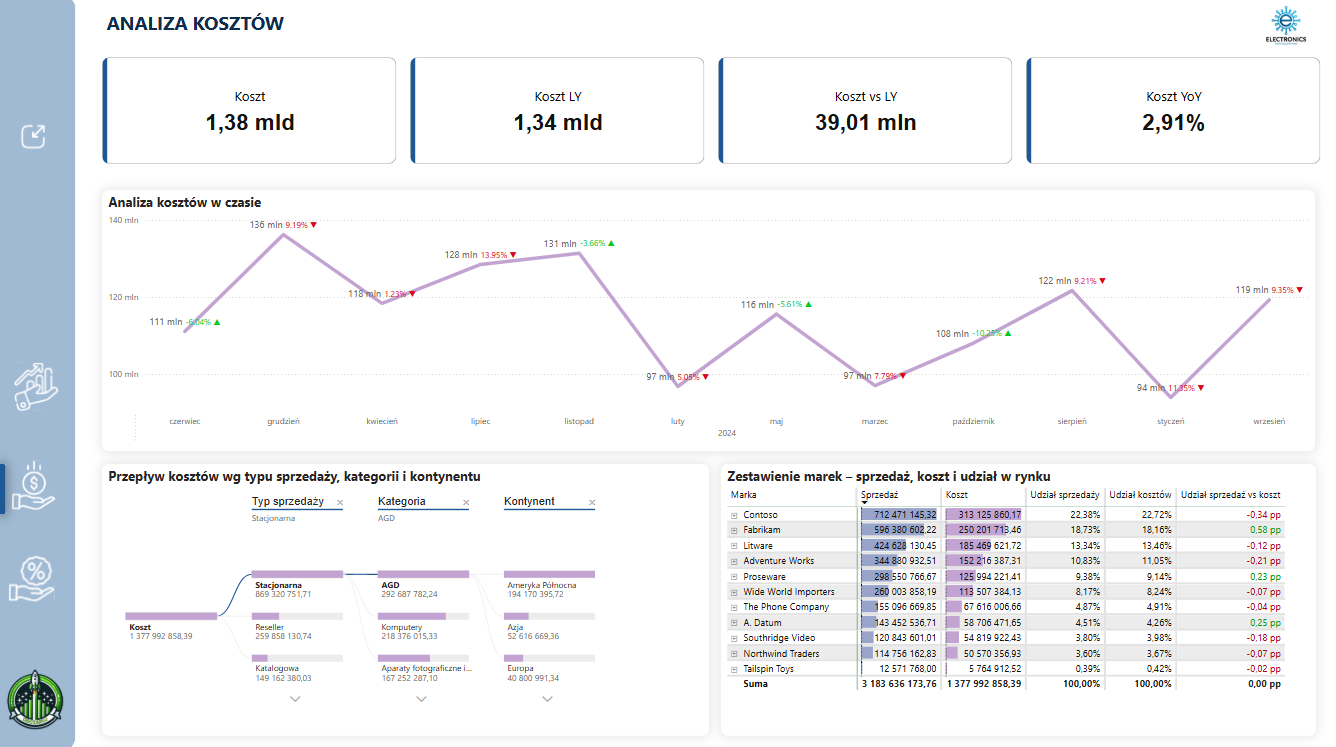 ANALIZA KOSZTÓW
ELECTRONICS
Koszt
1,38 mld
Koszt LY
1,34 mld
Koszt vs LY
39,01 mln
Koszt YoY
2,91%
Analiza kosztów w czasie
140 mln
120 mln
100 mln
111 mln -6.04% ▲
136 mln 9.19% ▼
118 mln 1.23% ▼
128 mln 13.95% ▼
131 mln -3.66% ▲
97 mln 5.05% ▼
116 mln -5.61% ▲
97 mln 7.79% ▼
108 mln ▲
122 mln 9.21% ▼
94 mln 11.35% ▼
119 mln 9.35% ▼
czerwiec grudzień kwiecień lipiec listopad luty maj marzec październik sierpień styczeń wrzesień
2024
Przepływ kosztów wg typu sprzedaży, kategorii i kontynentu
Typ sprzedaży × Kategoria × Kontynent ×
Stacjonarna AGD
Koszt
1 377 992 858,39
Stacjonarna
869 320 751,71
Reseller
259 858 130,74
Katalogowa
149 162 380,03
AGD
292 687 782,24
Komputery
218 376 015,33
Aparaty fotograficzne i...
167 252 287,10
Ameryka Północna
194 170 395,72
Azja
52 616 669,36
Europa
40 800 991,34
Zestawienie marek – sprzedaż, koszt i udział w rynku
Marka Sprzedaż Koszt Udział sprzedaży Udział kosztów Udział sprzedaż vs koszt
Contoso 712 471 145,32 313 125 860,17 22,38% 22,72% -0,34 pp
Fabrikam 596 380 602,22 250 201 713,46 18,73% 18,16% 0,58 pp
Litware 424 628 130,45 185 469 621,72 13,34% 13,46% -0,12 pp
Adventure Works 344 880 932,51 152 216 387,31 10,83% 11,05% -0,21 pp
Proseware 298 550 766,67 125 994 221,41 9,38% 9,14% 0,23 pp
Wide World Importers 260 003 858,19 113 507 384,13 8,17% 8,24% -0,07 pp
The Phone Company 155 096 669,85 67 616 006,66 4,87% 4,91% -0,04 pp
A. Datum 143 452 536,71 58 706 471,65 4,51% 4,26% 0,25 pp
Southridge Video 120 843 601,01 54 819 922,43 3,80% 3,98% -0,18 pp
Northwind Traders 114 756 162,83 50 570 356,93 3,60% 3,67% -0,07 pp
Tailspin Toys 12 571 768,00 5 764 912,52 0,39% 0,42% -0,02 pp
Suma 3 183 636 173,76 1 377 992 858,39 100,00% 100,00% 0,00 pp